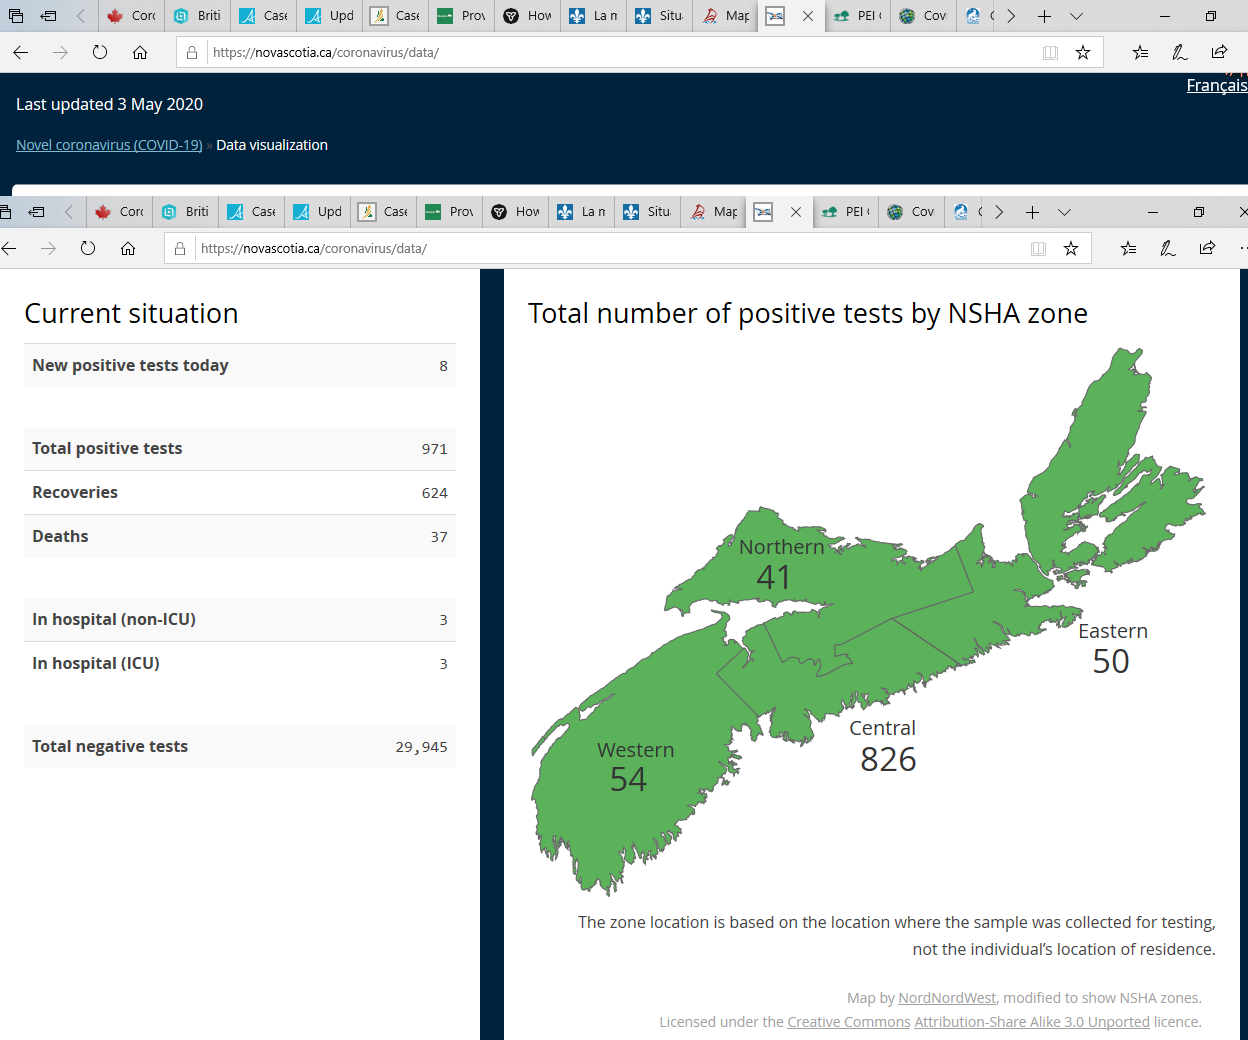 Corc
Briti
Case
Upd
Case
Prov
How
La m
Situ
Map
PEI
Cov
https://novascotia.ca/coronavirus/data/
Français
Last updated 3 May 2020
Novel coronavirus (COVID-19) » Data visualization
Corc
Briti
Case
Upd
Case
Prov
How
La m
Situ
Map
PEI
Cov
https://novascotia.ca/coronavirus/data/
Current situation
New positive tests today 8
Total positive tests 971
Recoveries 624
Deaths 37
In hospital (non-ICU) 3
In hospital (ICU) 3
Total negative tests 29,945
Total number of positive tests by NSHA zone
Northern
41
Eastern
50
Central
826
Western
54
The zone location is based on the location where the sample was collected for testing,
not the individual's location of residence.
Map by NordNordWest, modified to show NSHA zones.
Licensed under the Creative Commons Attribution-Share Alike 3.0 Unported licence.